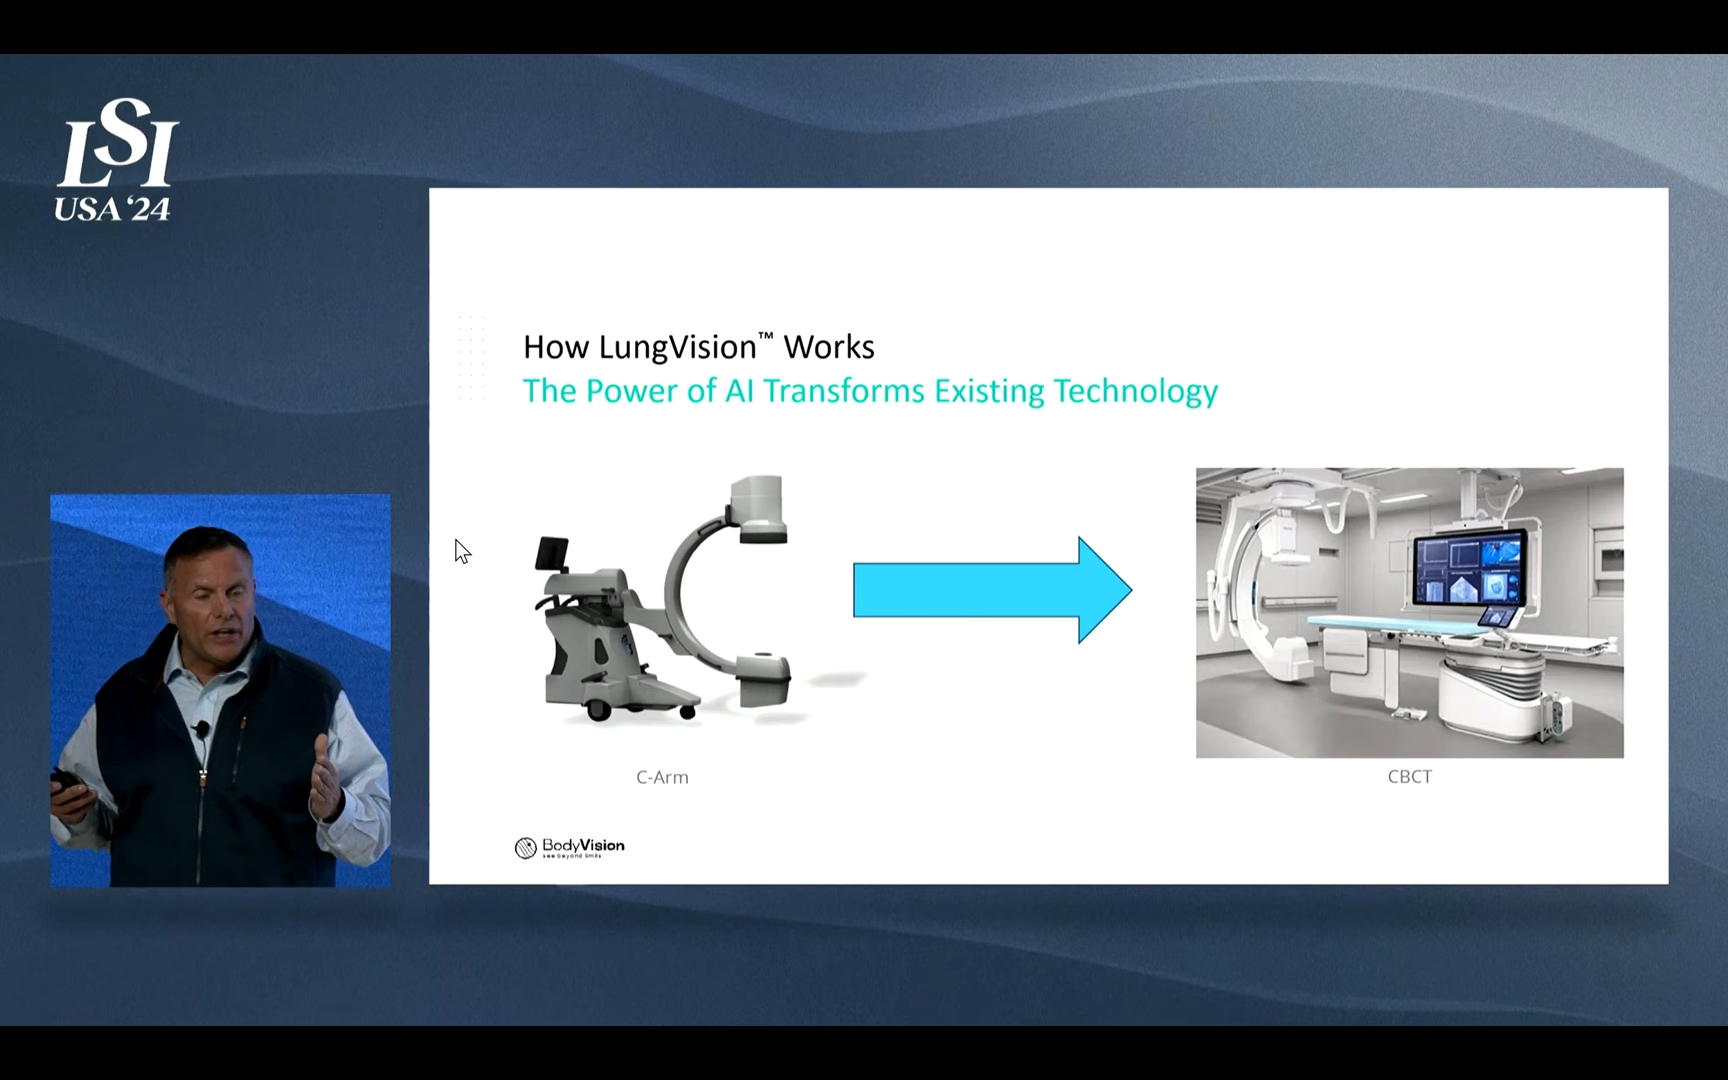 LSI
USA ‘24
How LungVision™ Works
The Power of AI Transforms Existing Technology
C-Arm
CBCT
BodyVision
see beyond limits